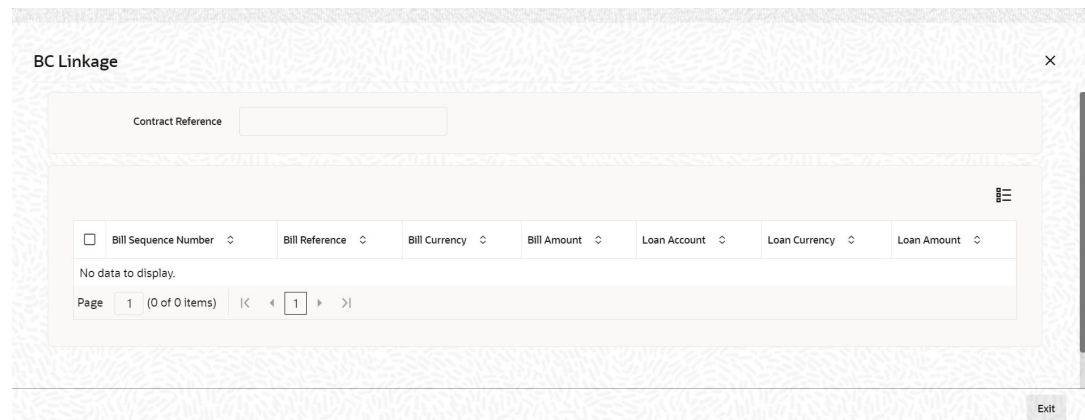 BC Linkage
Contract Reference
Bill Sequence Number Bill Reference Bill Currency Bill Amount Loan Account Loan Currency Loan Amount
No data to display.
Page 1 (0 of 0 items) 1
Exit